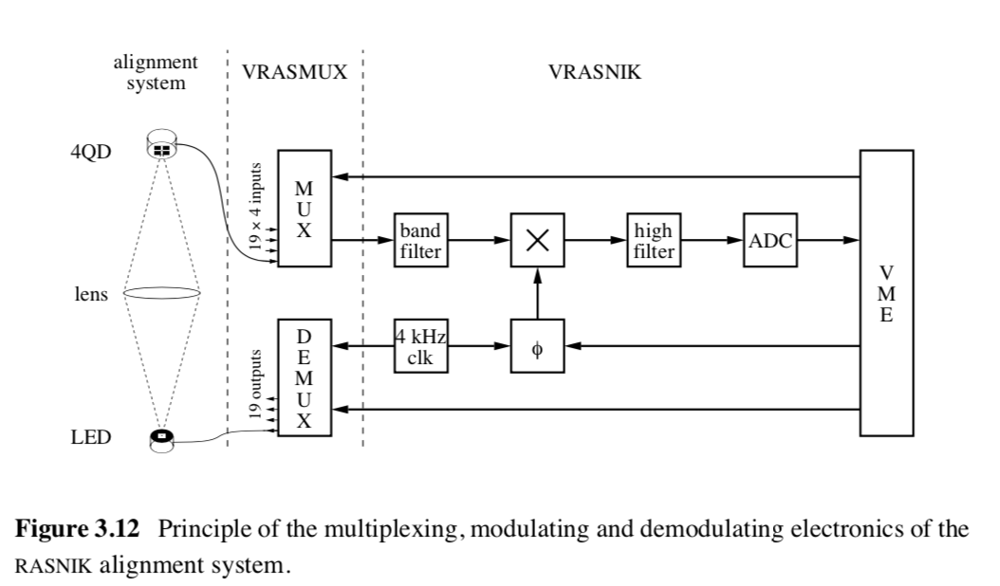 alignment
system
VRASMUX
VRASNIK
4QD
19 × 4 inputs
M
U
X
band
filter
×
high
filter
ADC
V
M
E
lens
D
E
M
U
X
4 kHz
clk
ϕ
19 outputs
LED
Figure 3.12 Principle of the multiplexing, modulating and demodulating electronics of the
RASNIK alignment system.